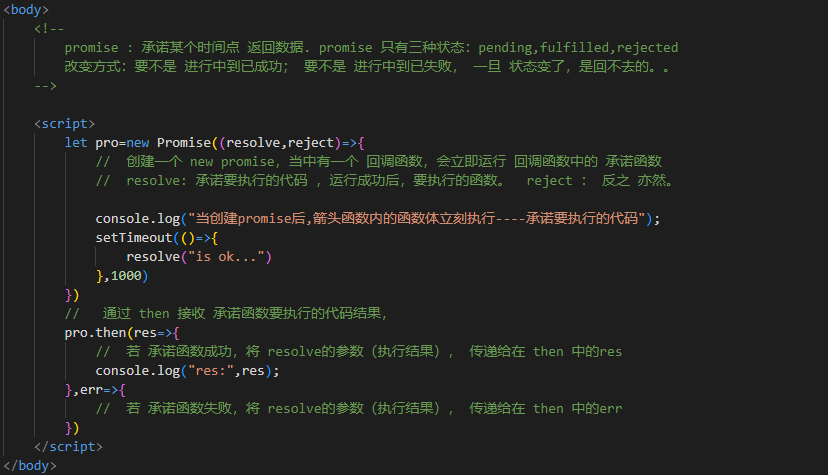 <body>
<!--
promise : 承诺某个时间点 返回数据. promise 只有三种状态: pending,fulfilled,rejected
改变方式: 要不是 进行中到已成功; 要不是 进行中到已失败, 一旦 状态变了, 是回不去的。。
-->
<script>
let pro=new Promise((resolve,reject)=>{
// 创建一个 new promise, 当中有一个 回调函数, 会立即运行 回调函数中的 承诺函数
// resolve: 承诺要执行的代码 , 运行成功后, 要执行的函数。 reject : 反之 亦然。
console.log("当创建promise后,箭头函数内的函数体立刻执行----承诺要执行的代码");
setTimeout(()=>{
resolve("is ok...")
},1000)
})
// 通过 then 接收 承诺函数要执行的代码结果,
pro.then(res=>{
// 若 承诺函数成功, 将 resolve的参数 (执行结果) , 传递给在 then 中的res
console.log("res:",res);
},err=>{
// 若 承诺函数失败, 将 resolve的参数 (执行结果) , 传递给在 then 中的err
})
</script>
</body>